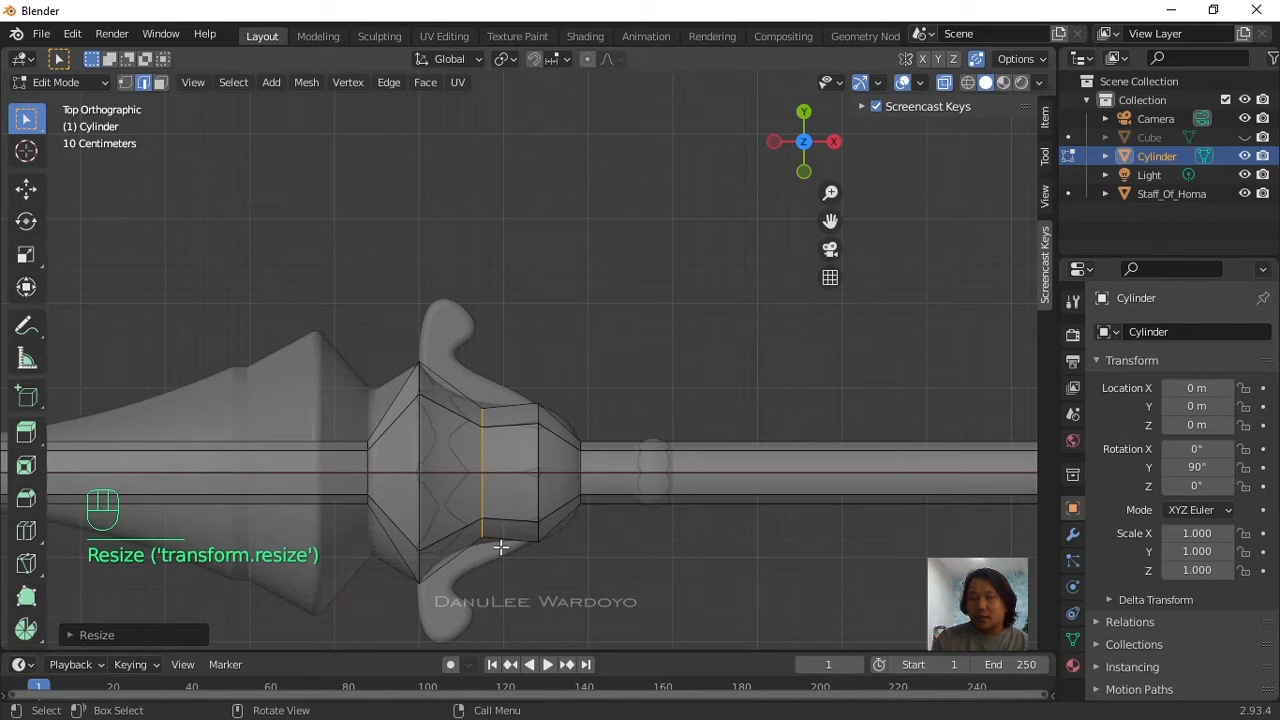 Blender
File Edit Render Window Help
Layout Modeling Sculpting UV Editing Texture Paint Shading Animation Rendering Compositing Geometry Nod
Scene
View Layer
Global
X Y Z
Options
Edit Mode
View Select Add Mesh Vertex Edge Face UV
Top Orthographic
(1) Cylinder
10 Centimeters
Screencast Keys
Y
X
Z
Item
Tool
View
Screencast Keys
Scene Collection
Collection
Camera
Cube
Cylinder
Light
Staff_Of_Homa
Cylinder
Cylinder
Transform
Location X 0 m
Y 0 m
Z 0 m
Rotation X 0°
Y 90°
Z 0°
Mode XYZ Euler
Scale X 1.000
Y 1.000
Z 1.000
Delta Transform
Relations
Collections
Instancing
Motion Paths
Resize ('transform.resize')
DanuLee Wardoyo
Resize
Playback Keying View Marker
1
Start 1
End 250
1 20 40 60 80 100 120 140 160 180 200 220 240
Select Box Select Rotate View Call Menu
2.93.4